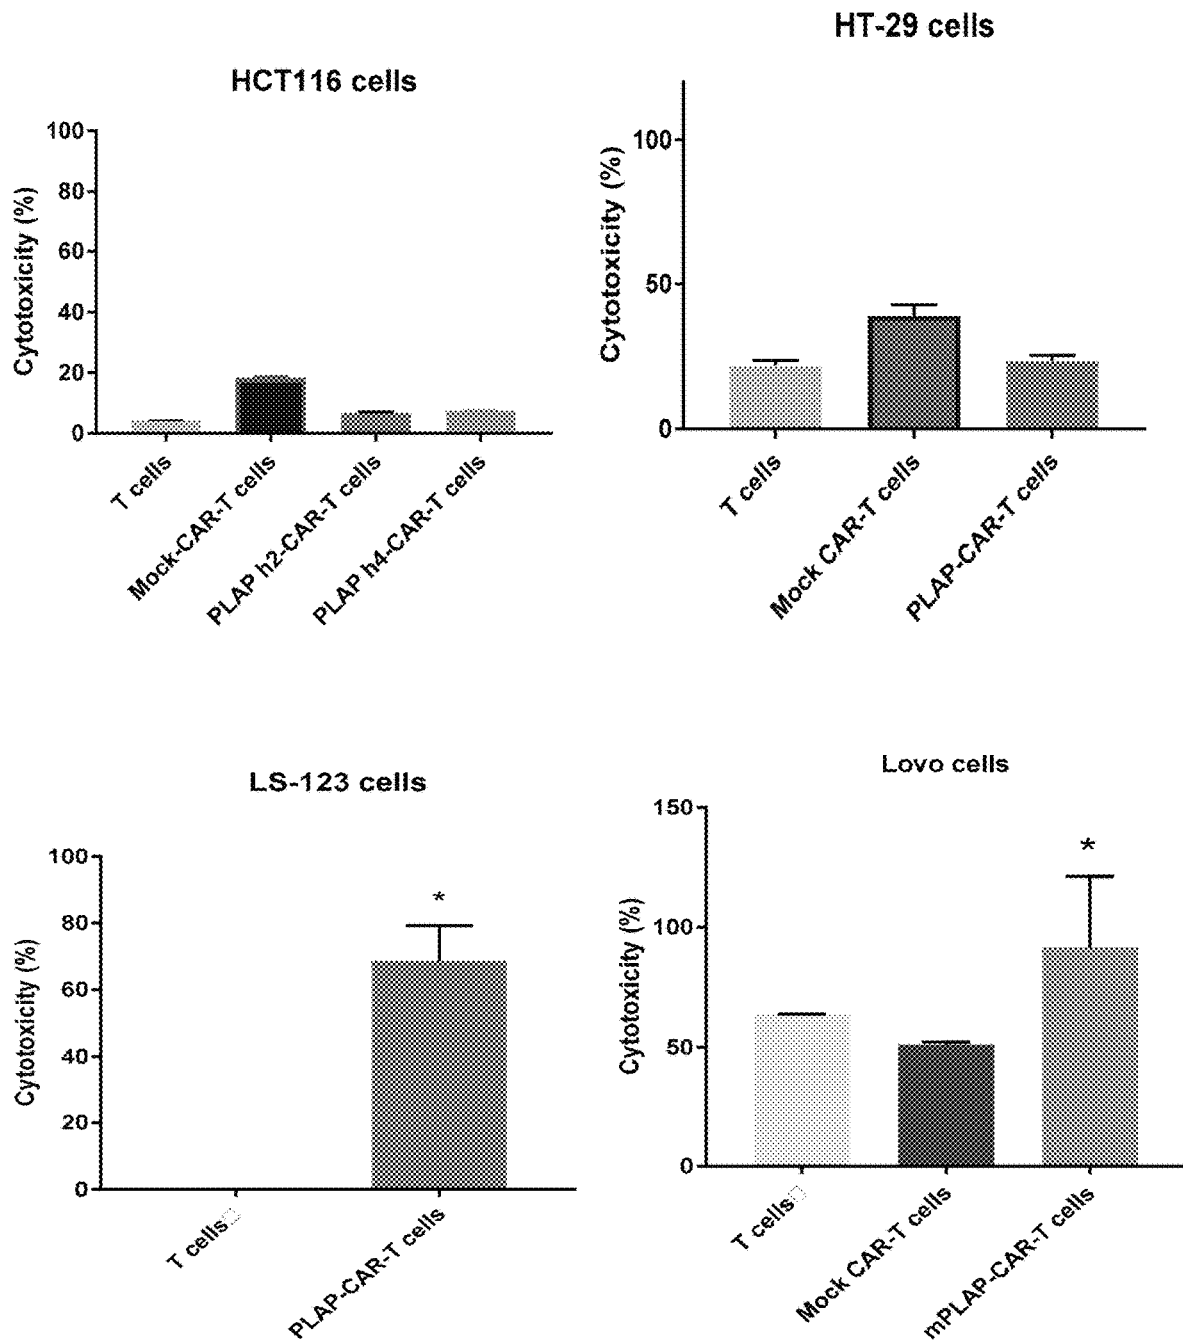 HCT116 cells
Cytotoxicity (%)
100
80
60
40
20
0
T cells
Mock-CAR-T cells
PLAP h2-CAR-T cells
PLAP h4-CAR-T cells
HT-29 cells
Cytotoxicity (%)
100
50
0
T cells
Mock CAR-T cells
PLAP-CAR-T cells
LS-123 cells
Cytotoxicity (%)
100
80
60
40
20
0
*
T cells
PLAP-CAR-T cells
Lovo cells
Cytotoxicity (%)
150
100
50
0
*
T cells
Mock CAR-T cells
mPLAP-CAR-T cells